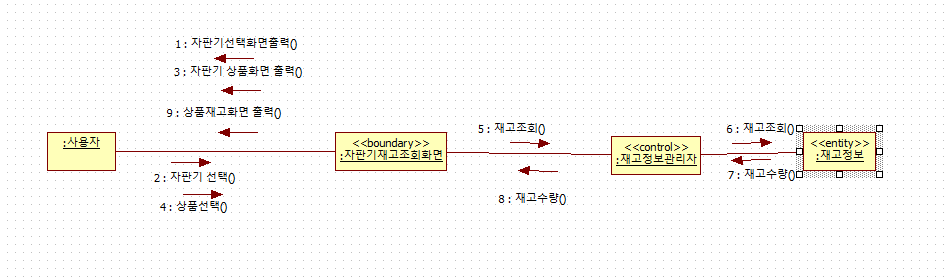 1 : 자판기선택화면출력()
3 : 자판기 상품화면 출력()
9 : 상품재고화면 출력()
:사용자
2 : 자판기 선택()
4 : 상품선택()
<<boundary>>
:자판기재고조회화면
5 : 재고조회()
8 : 재고수량()
<<control>>
:재고정보관리자
6 : 재고조회()
7 : 재고수량()
<<entity>>
:재고정보